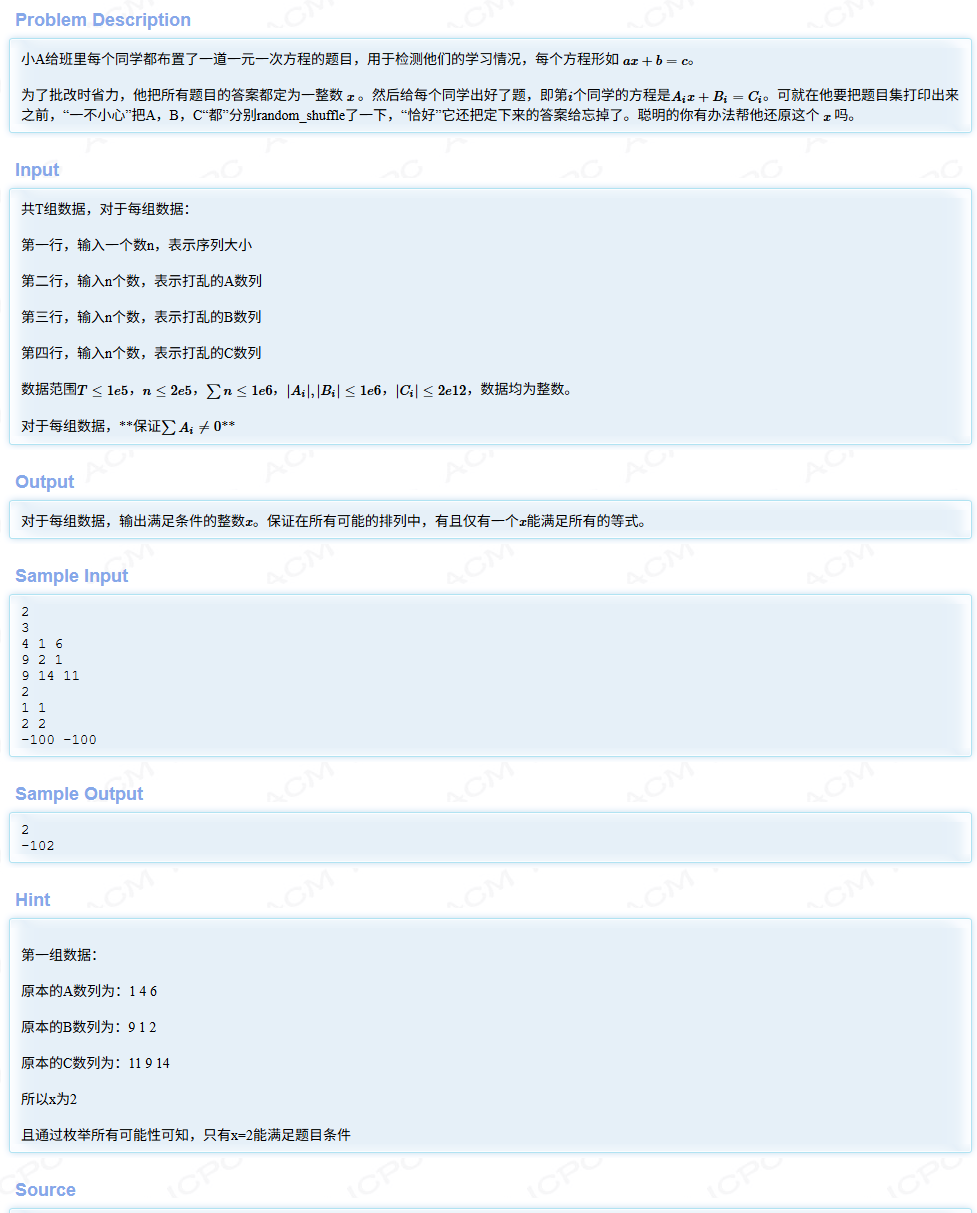 Problem Description
小A给班里每个同学都布置了一道一元一次方程的题目，用于检测他们的学习情况，每个方程形如 ax + b = c。
为了批改时省力，他把所有题目的答案都定为一整数 x 。然后给每个同学出好了题，即第i个同学的方程是A_i x + B_i = C_i。可就在他要把题目集打印出来
之前，“一不小心”把A，B，C“都”分别random_shuffle了一下，“恰好”它还把定下来的答案给忘掉了。聪明的你有办法帮他还原这个 x 吗。
Input
共T组数据，对于每组数据：
第一行，输入一个数n，表示序列大小
第二行，输入n个数，表示打乱的A数列
第三行，输入n个数，表示打乱的B数列
第四行，输入n个数，表示打乱的C数列
数据范围T ≤ 1e5，n ≤ 2e5，∑ n ≤ 1e6，|A_i|, |B_i| ≤ 1e6，|C_i| ≤ 2e12，数据均为整数。
对于每组数据，**保证∑ A_i ≠ 0**
Output
对于每组数据，输出满足条件的整数x。保证在所有可能的排列中，有且仅有一个x能满足所有的等式。
Sample Input
2
3
4 1 6
9 2 1
9 14 11
2
1 1
2 2
-100 -100
Sample Output
2
-102
Hint
第一组数据：
原本的A数列为：1 4 6
原本的B数列为：9 1 2
原本的C数列为：11 9 14
所以x为2
且通过枚举所有可能性可知，只有x=2能满足题目条件
Source